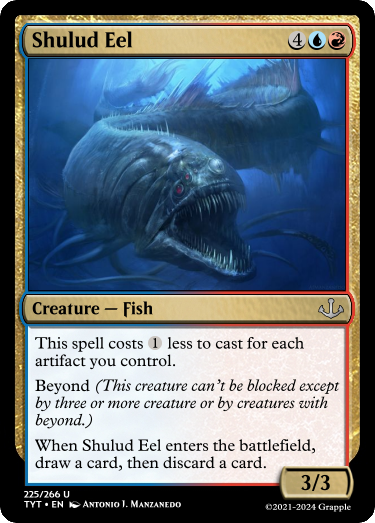 Shulud Eel 4
Creature — Fish
This spell costs 1 less to cast for each
artifact you control.
Beyond (This creature can't be blocked except
by three or more creature or by creatures with
beyond.)
When Shulud Eel enters the battlefield,
draw a card, then discard a card.
3/3
225/266 U
TYT • EN Antonio J. Manzanedo
©2021-2024 Grapple